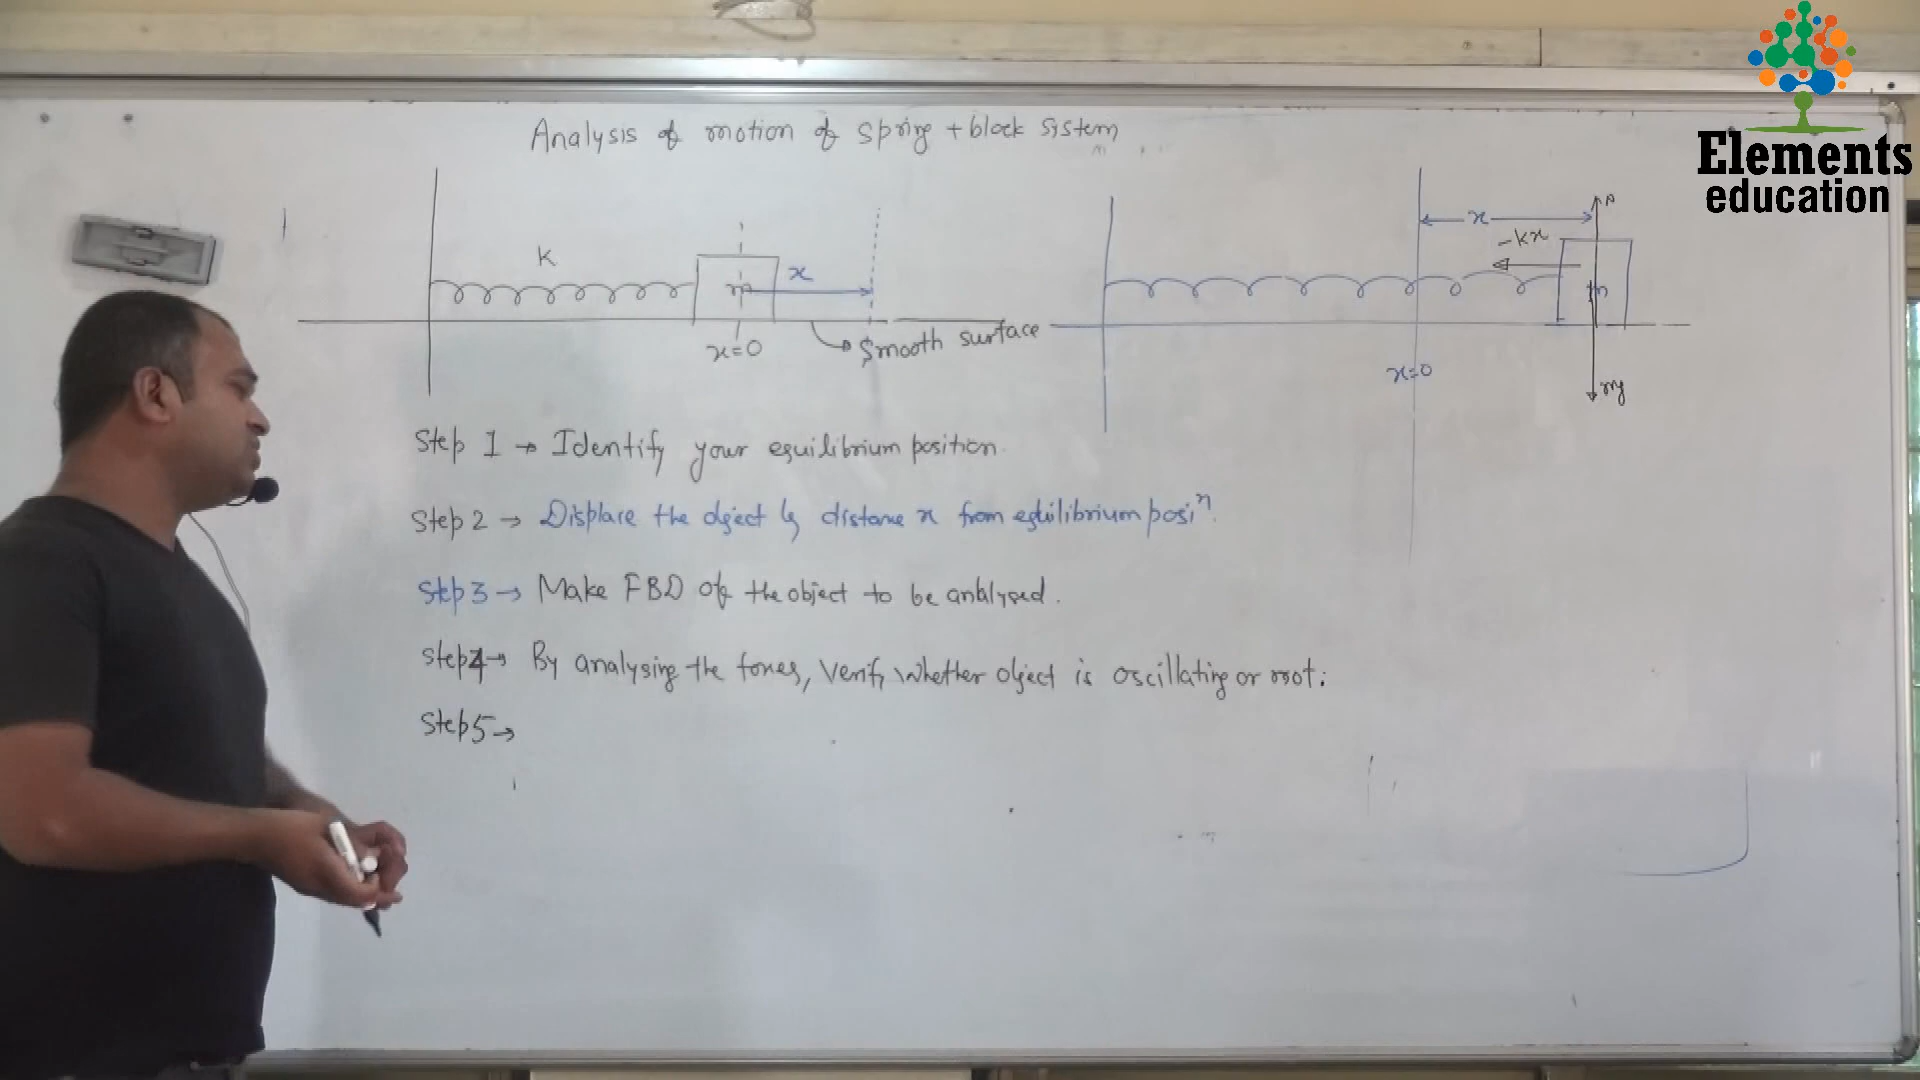 Elements
education
Analysis of motion of spring + block system
K
x
m
x=0
Smooth surface
x
-kx
N
m
x=0
mg
Step 1 → Identify your equilibrium position.
Step 2 → Displace the object by distance x from equilibrium posiⁿ.
Step 3 → Make FBD of the object to be analysed.
Step 4 → By analysing the forces, verify whether object is oscillating or not.
Step 5 →